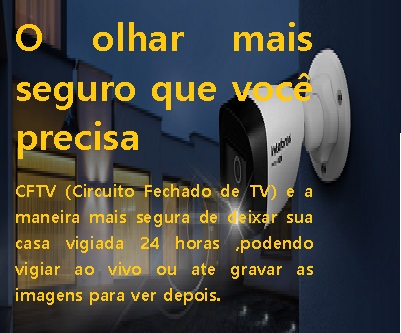 O olhar mais
seguro que você
precisa
CFTV (Circuito Fechado de TV) e a
maneira mais segura de deixar sua
casa vigiada 24 horas ,podendo
vigiar ao vivo ou ate gravar as
imagens para ver depois.
intelbras